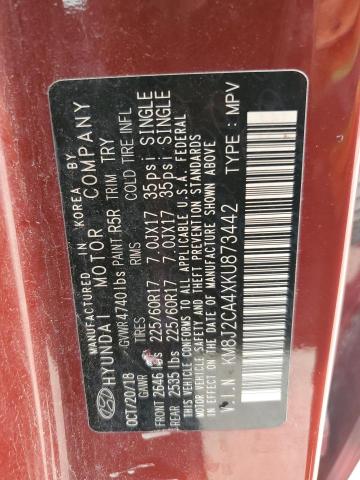 MANUFACTURED IN KOREA BY
HYUNDAI MOTOR COMPANY
OCT/20/18 GVWR 4740lbs PAINT R5R TRIM TRY
GAWR TIRES RIMS COLD TIRE INFL
FRONT 2646 lbs 225/60R17 7.0JX17 35psi SINGLE
REAR 2535 lbs 225/60R17 7.0JX17 35psi SINGLE
THIS VEHICLE CONFORMS TO ALL APPLICABLE U.S.A. FEDERAL
MOTOR VEHICLE SAFETY STANDARDS IN EFFECT ON THE
DATE OF MANUFACTURE SHOWN ABOVE.
V.I.N : KM8J2CA4XKU873442 TYPE : MPV